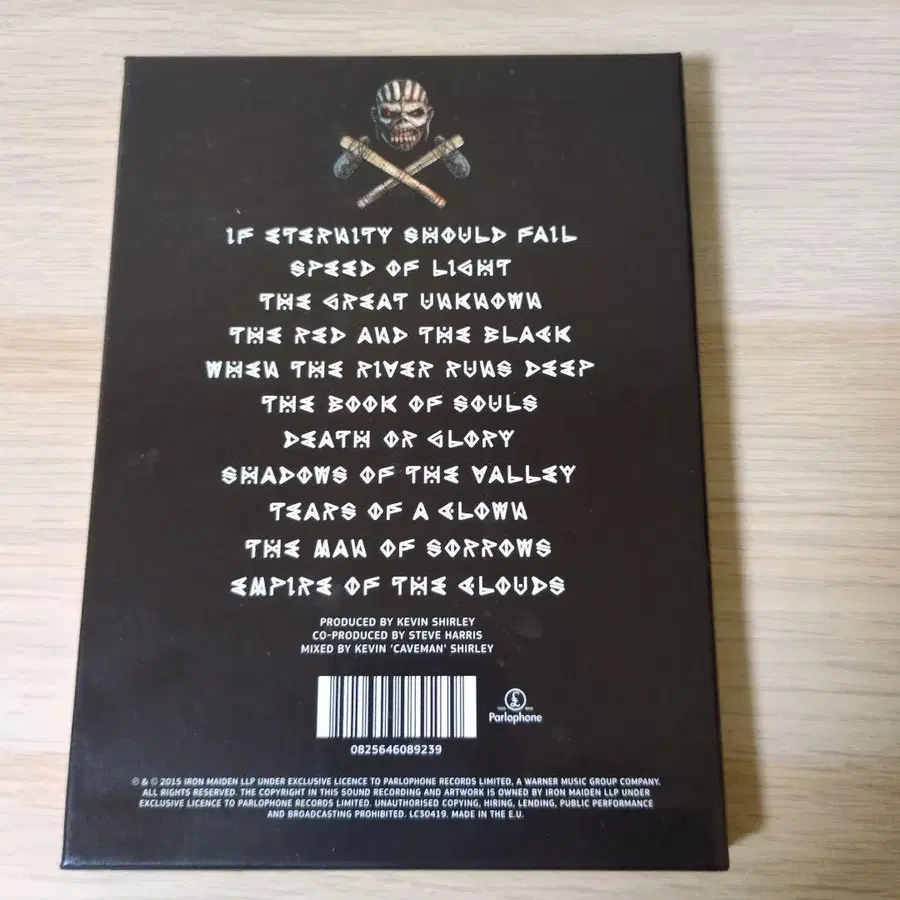 IF ETERNITY SHOULD FAIL
SPEED OF LIGHT
THE GREAT UNKNOWN
THE RED AND THE BLACK
WHEN THE RIVER RUNS DEEP
THE BOOK OF SOULS
DEATH OR GLORY
SHADOWS OF THE VALLEY
TEARS OF A CLOWN
THE MAN OF SORROWS
EMPIRE OF THE CLOUDS
PRODUCED BY KEVIN SHIRLEY
CO-PRODUCED BY STEVE HARRIS
MIXED BY KEVIN ‘CAVEMAN’ SHIRLEY
£
Parlophone
0825646089239
℗ & © 2015 IRON MAIDEN LLP UNDER EXCLUSIVE LICENCE TO PARLOPHONE RECORDS LIMITED, A WARNER MUSIC GROUP COMPANY.
ALL RIGHTS RESERVED. THE COPYRIGHT IN THIS SOUND RECORDING AND ARTWORK IS OWNED BY IRON MAIDEN LLP UNDER
EXCLUSIVE LICENCE TO PARLOPHONE RECORDS LIMITED. UNAUTHORISED COPYING, HIRING, LENDING, PUBLIC PERFORMANCE
AND BROADCASTING PROHIBITED. LC30419. MADE IN THE E.U.